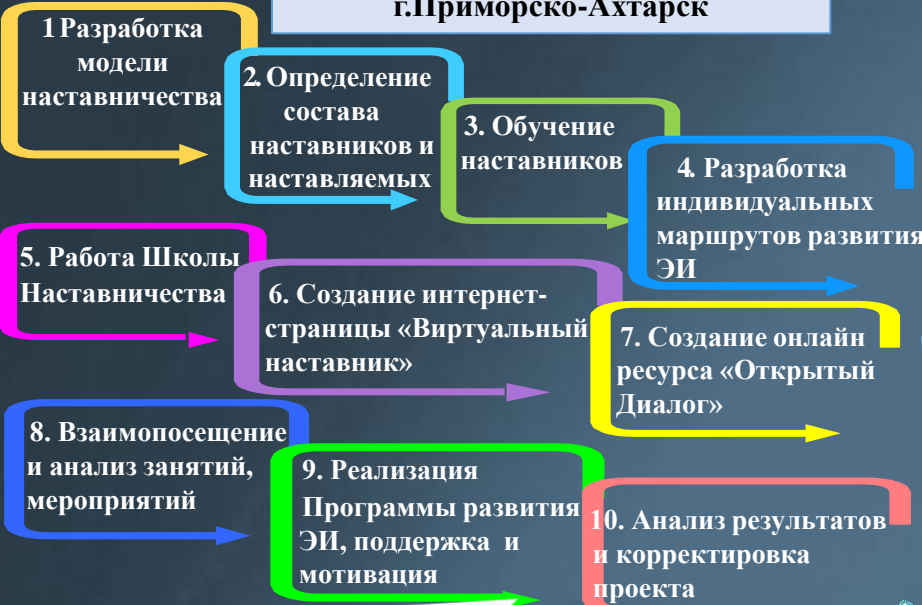 г.Приморско-Ахтарск
1 Разработка
модели
наставничества
2. Определение
состава
наставников и
наставляемых
3. Обучение
наставников
4. Разработка
индивидуальных
маршрутов развития
ЭИ
5. Работа Школы
Наставничества
6. Создание интернет-
страницы «Виртуальный
наставник»
7. Создание онлайн
ресурса «Открытый
Диалог»
8. Взаимопосещение
и анализ занятий,
мероприятий
9. Реализация
Программы развития
ЭИ, поддержка и
мотивация
10. Анализ результатов
и корректировка
проекта